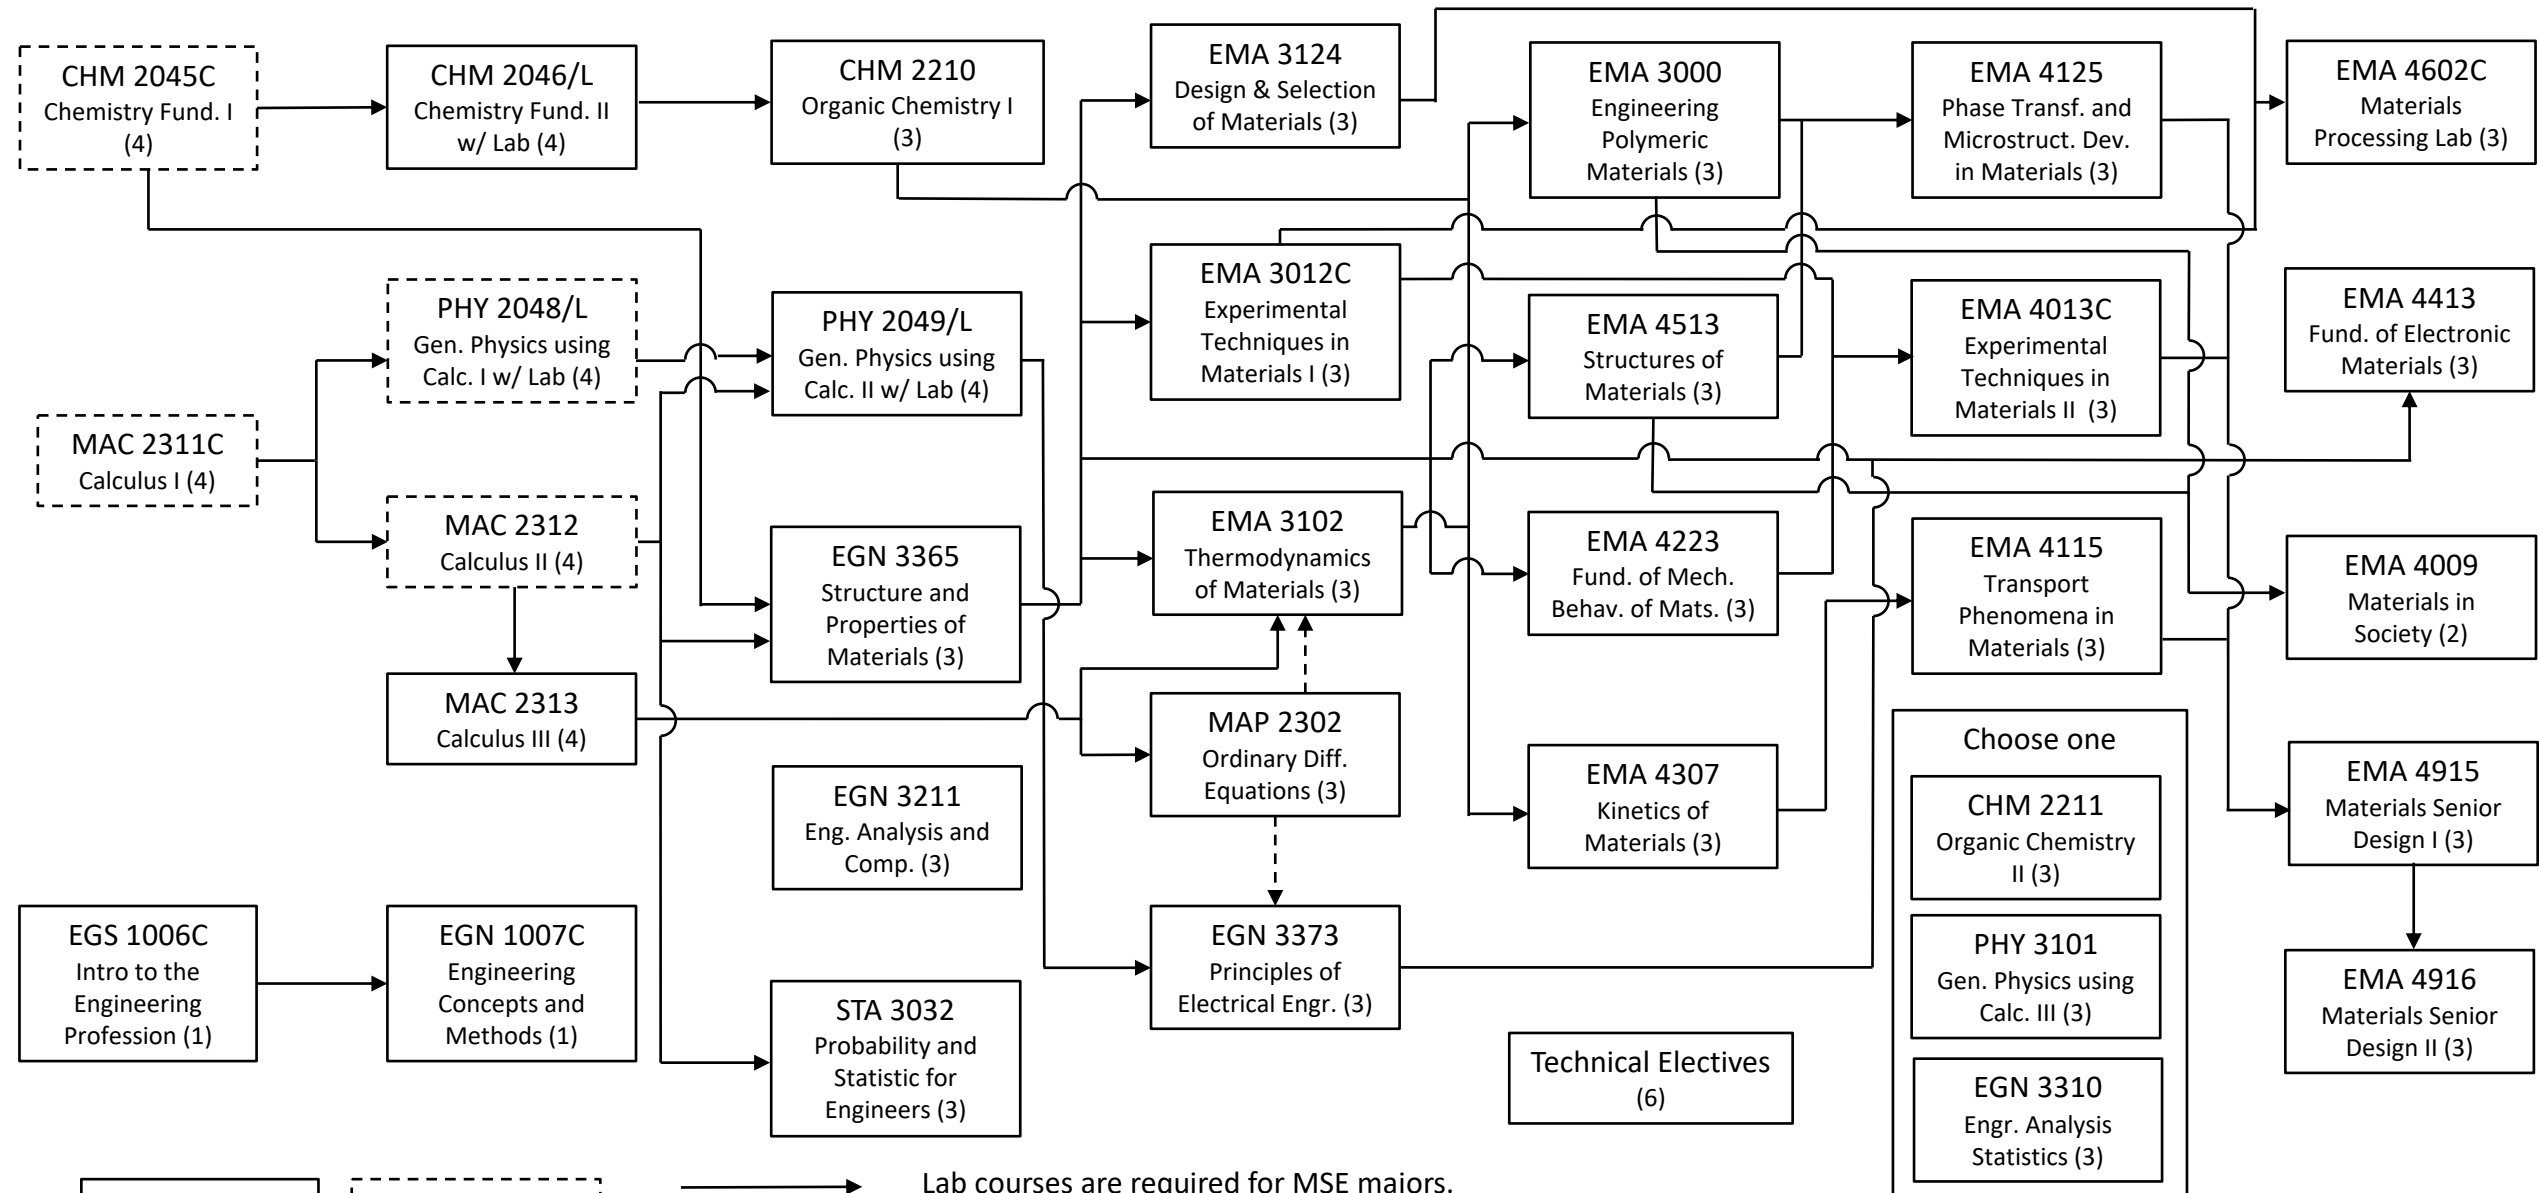 CHM 2045C
Chemistry Fund. I
(4)
CHM 2046/L
Chemistry Fund. II
w/ Lab (4)
CHM 2210
Organic Chemistry I
(3)
EMA 3124
Design & Selection
of Materials (3)
EMA 3000
Engineering
Polymeric
Materials (3)
EMA 4125
Phase Transf. and
Microstruct. Dev.
in Materials (3)
EMA 4602C
Materials
Processing Lab (3)
MAC 2311C
Calculus I (4)
PHY 2048/L
Gen. Physics using
Calc. I w/ Lab (4)
PHY 2049/L
Gen. Physics using
Calc. II w/ Lab (4)
EMA 3012C
Experimental
Techniques in
Materials I (3)
EMA 4513
Structures of
Materials (3)
EMA 4013C
Experimental
Techniques in
Materials II (3)
EMA 4413
Fund. of Electronic
Materials (3)
MAC 2312
Calculus II (4)
EGN 3365
Structure and
Properties of
Materials (3)
EMA 3102
Thermodynamics
of Materials (3)
EMA 4223
Fund. of Mech.
Behav. of Mats. (3)
EMA 4115
Transport
Phenomena in
Materials (3)
EMA 4009
Materials in
Society (2)
MAC 2313
Calculus III (4)
EGN 3211
Eng. Analysis and
Comp. (3)
MAP 2302
Ordinary Diff.
Equations (3)
EMA 4307
Kinetics of
Materials (3)
Choose one
CHM 2211
Organic Chemistry
II (3)
PHY 3101
Gen. Physics using
Calc. III (3)
EGN 3310
Engr. Analysis
Statistics (3)
EMA 4915
Materials Senior
Design I (3)
EMA 4916
Materials Senior
Design II (3)
EGS 1006C
Intro to the
Engineering
Profession (1)
EGN 1007C
Engineering
Concepts and
Methods (1)
STA 3032
Probability and
Statistic for
Engineers (3)
EGN 3373
Principles of
Electrical Engr. (3)
Technical Electives
(6)
Lab courses are required for MSE majors.